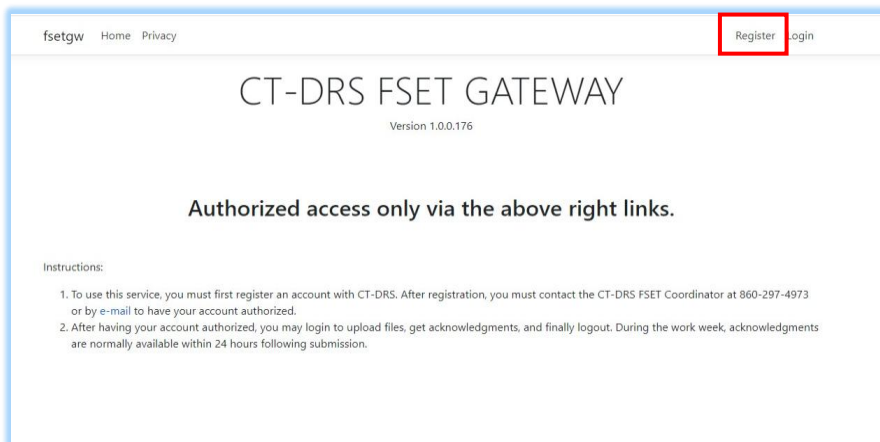 fsetgw Home Privacy Register Login
CT-DRS FSET GATEWAY
Version 1.0.0.176
Authorized access only via the above right links.
Instructions:
1. To use this service, you must first register an account with CT-DRS. After registration, you must contact the CT-DRS FSET Coordinator at 860-297-4973
or by e-mail to have your account authorized.
2. After having your account authorized, you may login to upload files, get acknowledgments, and finally logout. During the work week, acknowledgments
are normally available within 24 hours following submission.